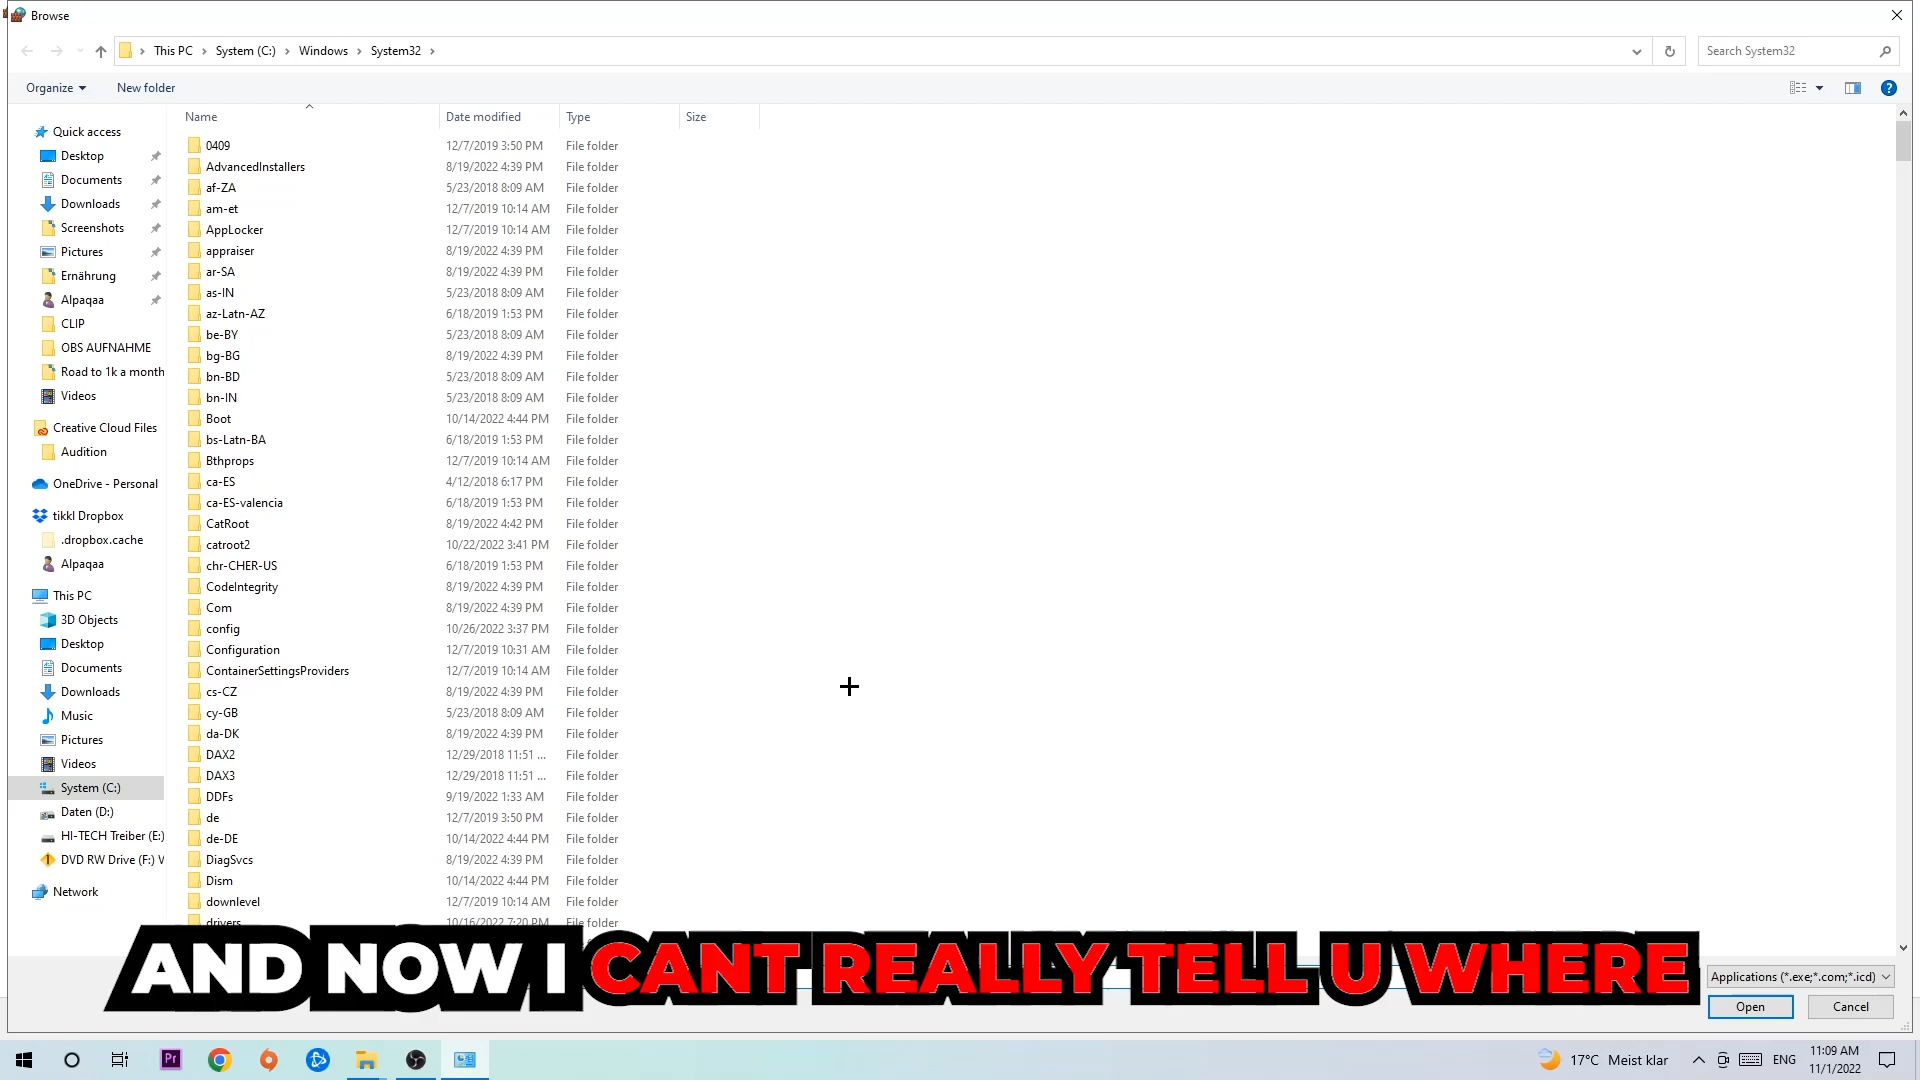 Browse
This PC > System (C:) > Windows > System32 >
Search System32
Organize
New folder
Name Date modified Type Size
Quick access
Desktop
Documents
Downloads
Screenshots
Pictures
Ernährung
Alpaqaa
CLIP
OBS AUFNAHME
Road to 1k a month
Videos
Creative Cloud Files
Audition
OneDrive - Personal
tikkl Dropbox
.dropbox.cache
Alpaqaa
This PC
3D Objects
Desktop
Documents
Downloads
Music
Pictures
Videos
System (C:)
Daten (D:)
HI-TECH Treiber (E:)
DVD RW Drive (F:) V
Network
0409 12/7/2019 3:50 PM File folder
AdvancedInstallers 8/19/2022 4:39 PM File folder
af-ZA 5/23/2018 8:09 AM File folder
am-et 12/7/2019 10:14 AM File folder
AppLocker 12/7/2019 10:14 AM File folder
appraiser 8/19/2022 4:39 PM File folder
ar-SA 8/19/2022 4:39 PM File folder
as-IN 5/23/2018 8:09 AM File folder
az-Latn-AZ 6/18/2019 1:53 PM File folder
be-BY 5/23/2018 8:09 AM File folder
bg-BG 8/19/2022 4:39 PM File folder
bn-BD 5/23/2018 8:09 AM File folder
bn-IN 5/23/2018 8:09 AM File folder
Boot 10/14/2022 4:44 PM File folder
bs-Latn-BA 6/18/2019 1:53 PM File folder
Bthprops 12/7/2019 10:14 AM File folder
ca-ES 4/12/2018 6:17 PM File folder
ca-ES-valencia 6/18/2019 1:53 PM File folder
CatRoot 8/19/2022 4:42 PM File folder
catroot2 10/22/2022 3:41 PM File folder
chr-CHER-US 6/18/2019 1:53 PM File folder
CodeIntegrity 8/19/2022 4:39 PM File folder
Com 8/19/2022 4:39 PM File folder
config 10/26/2022 3:37 PM File folder
Configuration 12/7/2019 10:31 AM File folder
ContainerSettingsProviders 12/7/2019 10:14 AM File folder
cs-CZ 8/19/2022 4:39 PM File folder
cy-GB 5/23/2018 8:09 AM File folder
da-DK 8/19/2022 4:39 PM File folder
DAX2 12/29/2018 11:51 ... File folder
DAX3 12/29/2018 11:51 ... File folder
DDFs 9/19/2022 1:33 AM File folder
de 12/7/2019 3:50 PM File folder
de-DE 10/14/2022 4:44 PM File folder
DiagSvcs 8/19/2022 4:39 PM File folder
Dism 10/14/2022 4:44 PM File folder
downlevel 12/7/2019 10:14 AM File folder
drivers 10/16/2022 7:20 PM File folder
AND NOW I CANT REALLY TELL U WHERE
Applications (*.exe;*.com;*.icd)
Open
Cancel
Pr
17°C Meist klar
ENG
11:09 AM
11/1/2022